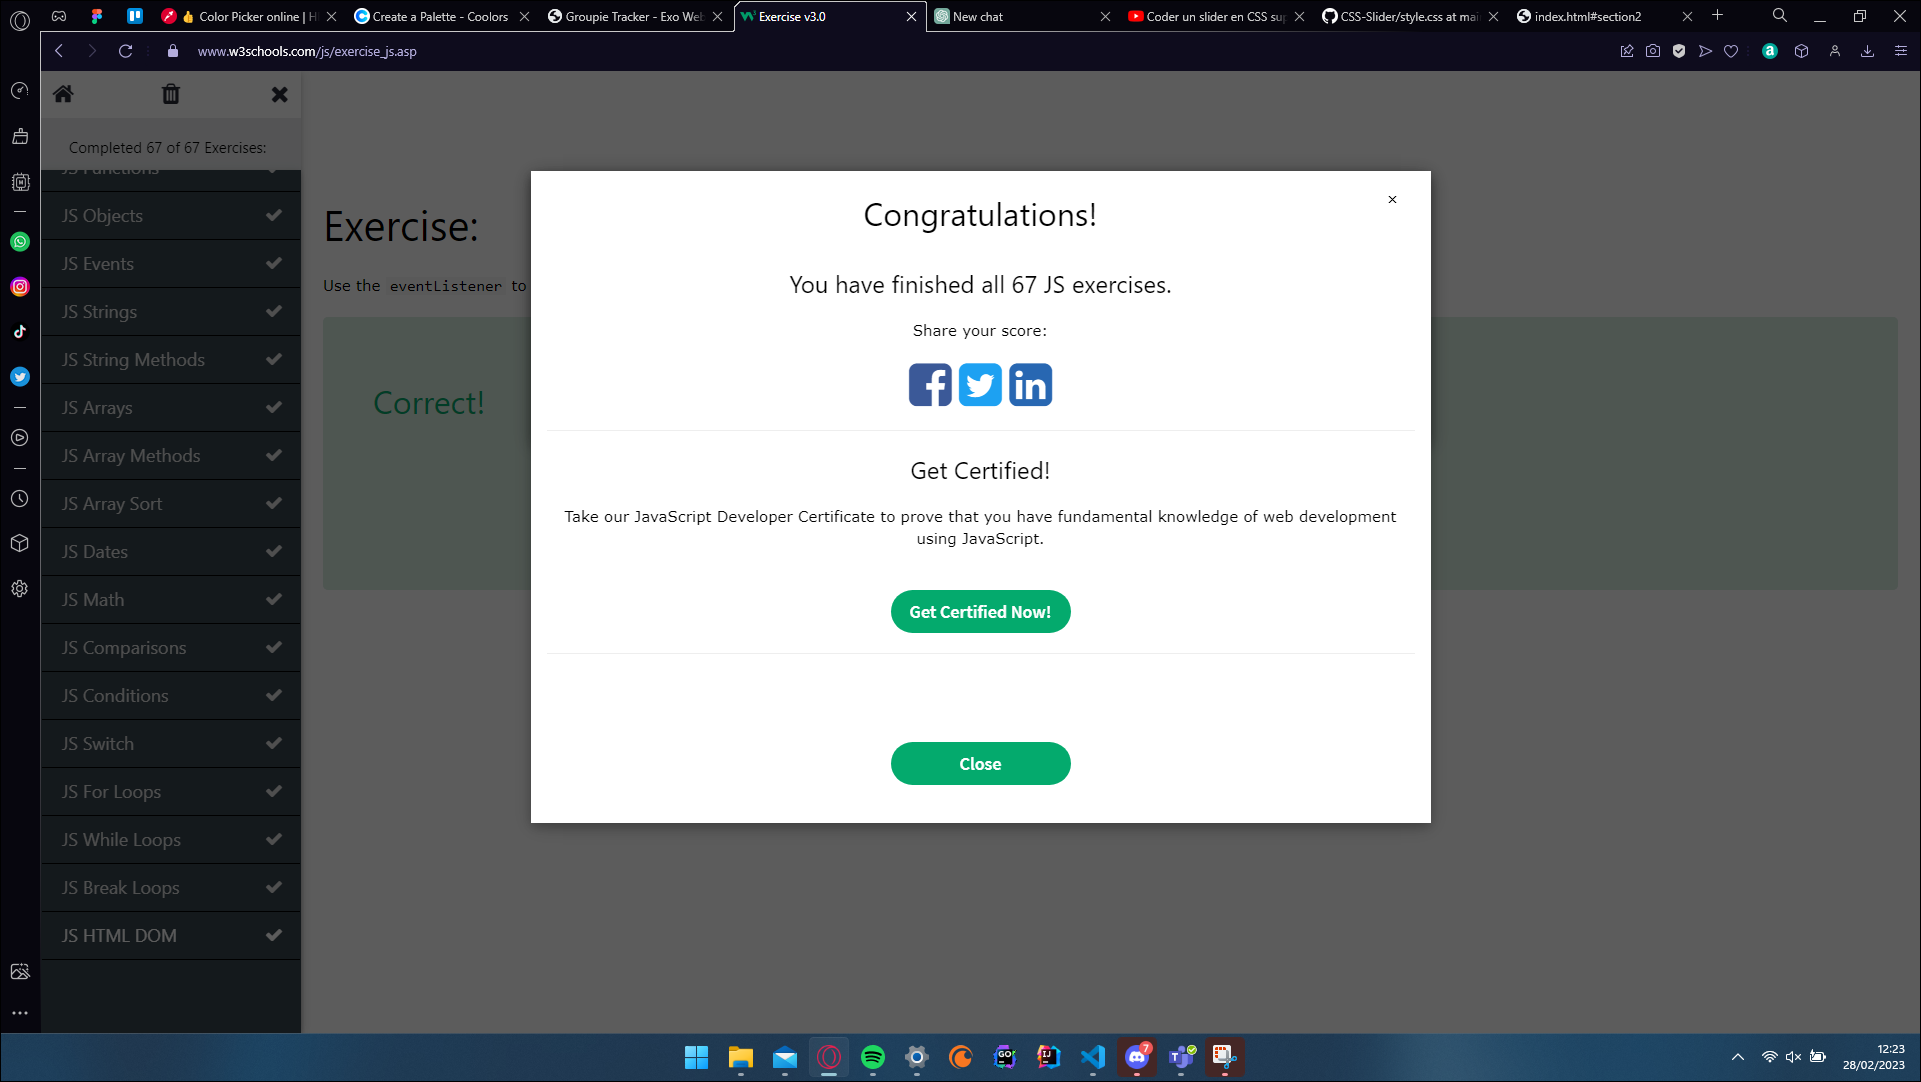 👍 Color Picker online | H
Create a Palette - Coolors
Groupie Tracker - Exo Web
Exercise v3.0
New chat
Coder un slider en CSS sup
CSS-Slider/style.css at mai
index.html#section2
www.w3schools.com/js/exercise_js.asp
Completed 67 of 67 Exercises:
JS Functions
JS Objects
JS Events
JS Strings
JS String Methods
JS Arrays
JS Array Methods
JS Array Sort
JS Dates
JS Math
JS Comparisons
JS Conditions
JS Switch
JS For Loops
JS While Loops
JS Break Loops
JS HTML DOM
Exercise:
Use the eventListener to
Correct!
Congratulations!
You have finished all 67 JS exercises.
Share your score:
Get Certified!
Take our JavaScript Developer Certificate to prove that you have fundamental knowledge of web development
using JavaScript.
Get Certified Now!
Close
12:23
28/02/2023